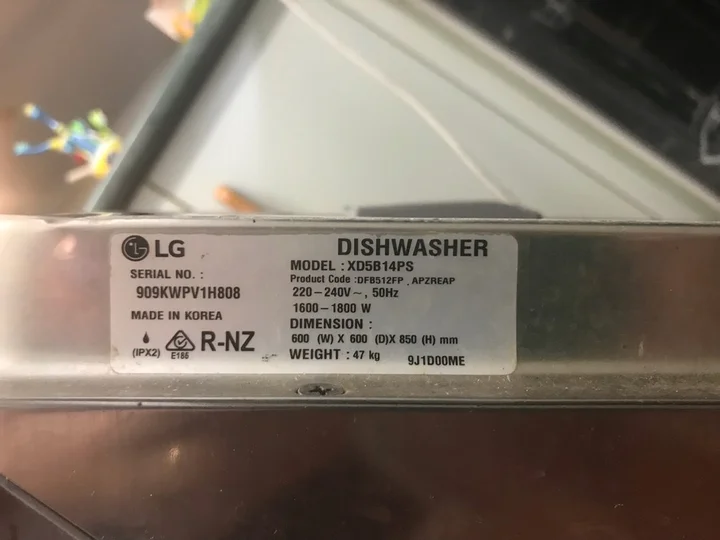 LG
DISHWASHER
SERIAL NO. :
909KWPV1H808
MADE IN KOREA
(IPX2)
E186
R-NZ
MODEL : XD5B14PS
Product Code :DFB512FP , APZREAP
220-240V~, 50Hz
1600-1800 W
DIMENSION :
600 (W) X 600 (D)X 850 (H) mm
WEIGHT : 47 kg
9J1D00ME